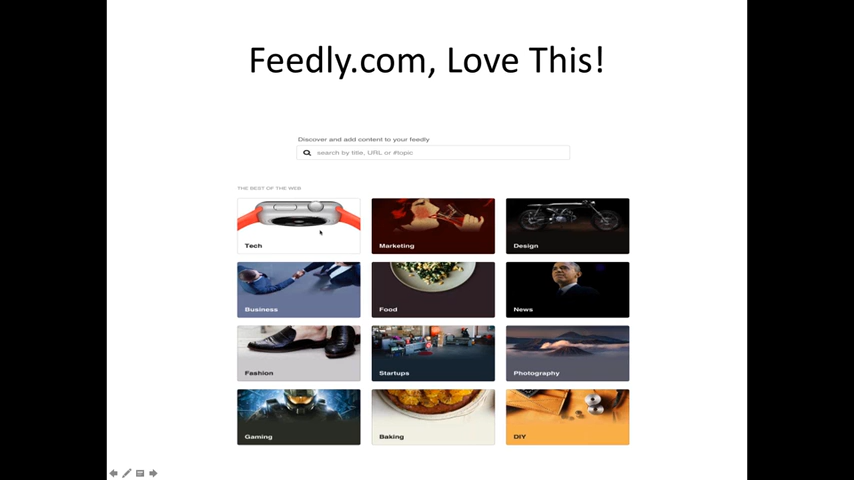 Feedly.com, Love This!
Discover and add content to your feedly
search by title, URL or #topic
THE BEST OF THE WEB
Tech
Marketing
Design
Business
Food
News
Fashion
Startups
Photography
Gaming
Baking
DIY